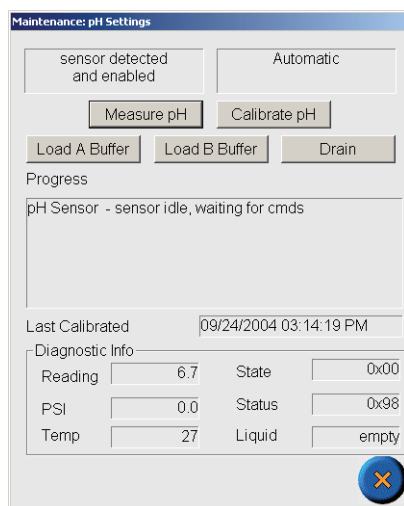 Maintenance: pH Settings
sensor detected
and enabled
Automatic
Measure pH
Calibrate pH
Load A Buffer
Load B Buffer
Drain
Progress
pH Sensor - sensor idle, waiting for cmds
Last Calibrated
09/24/2004 03:14:19 PM
Diagnostic Info
Reading
6.7
State
0x00
PSI
0.0
Status
0x98
Temp
27
Liquid
empty